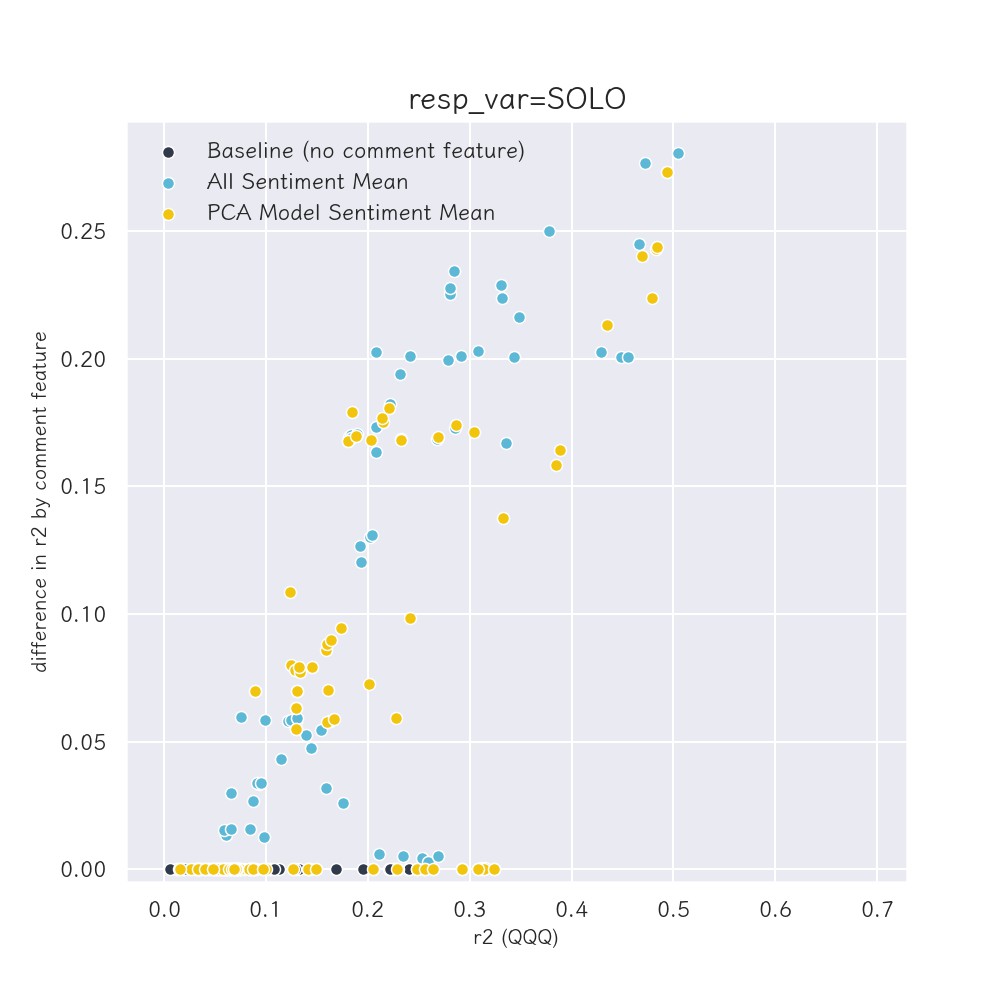 resp_var=SOLO
Baseline (no comment feature)
All Sentiment Mean
PCA Model Sentiment Mean
difference in r2 by comment feature
0.25
0.20
0.15
0.10
0.05
0.00
0.0 0.1 0.2 0.3 0.4 0.5 0.6 0.7
r2 (QQQ)